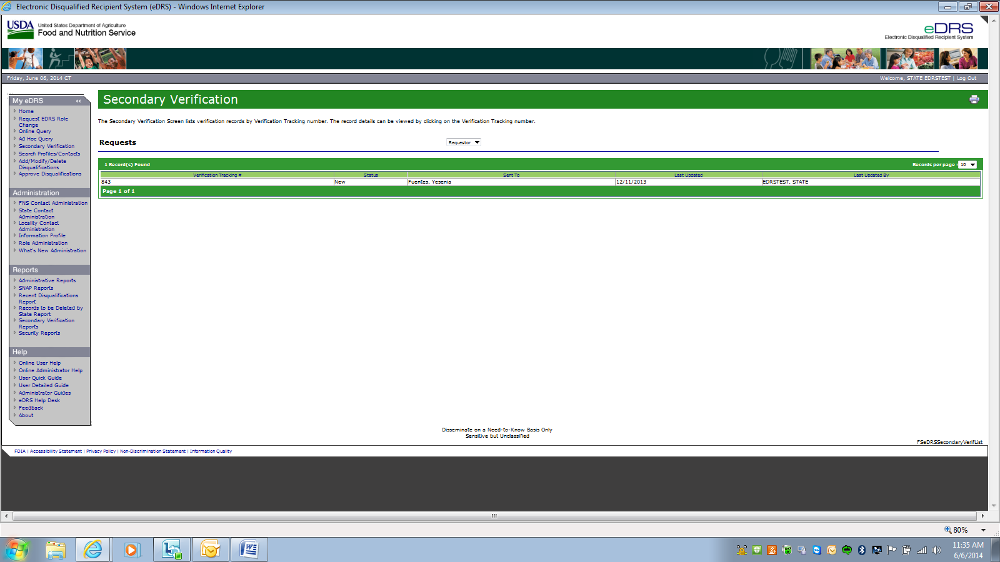 Electronic Disqualified Recipient System (eDRS) - Windows Internet Explorer
USDA
United States Department of Agriculture
Food and Nutrition Service
eDRS
Electronic Disqualified Recipient System
Friday, June 06, 2014 CT
Welcome, STATE EDRSTEST | Log Out
My eDRS «
Home
Request EDRS Role
Change
Online Query
Ad Hoc Query
Secondary Verification
Search Profiles/Contacts
Add/Modify/Delete
Disqualifications
Approve Disqualifications
Administration
FNS Contact Administration
State Contact
Administration
Locality Contact
Administration
Information Profile
Role Administration
What's New Administration
Reports
Administrative Reports
SNAP Reports
Recent Disqualifications
Report
Records to be Deleted by
State Report
Secondary Verification
Reports
Security Reports
Help
Online User Help
Online Administrator Help
User Quick Guide
User Detailed Guide
Administrator Guides
eDRS Help Desk
Feedback
About
Secondary Verification
The Secondary Verification Screen lists verification records by Verification Tracking number. The record details can be viewed by clicking on the Verification Tracking number.
Requests
Requestor
1 Record(s) Found
Records per page : 10
Verification Tracking # Status Sent To Last Updated Last Updated By
843 New Fuentes, Yesenia 12/11/2013 EDRSTEST, STATE
Page 1 of 1
Disseminate on a Need-to-Know Basis Only
Sensitive but Unclassified
FSeDRSSecondaryVerifList
FOIA | Accessibility Statement | Privacy Policy | Non-Discrimination Statement | Information Quality
80%
11:35 AM
6/6/2014